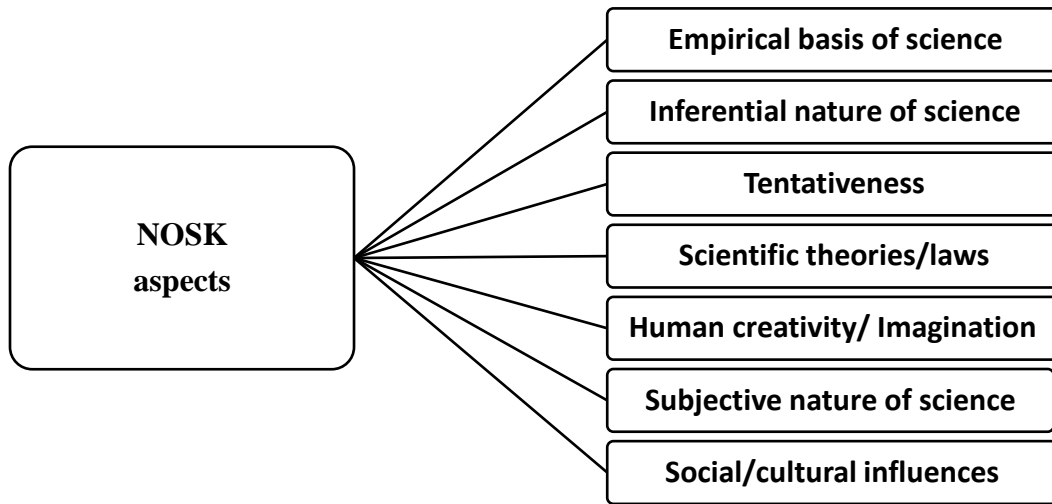 NOSK
aspects
Empirical basis of science
Inferential nature of science
Tentativeness
Scientific theories/laws
Human creativity/ Imagination
Subjective nature of science
Social/cultural influences